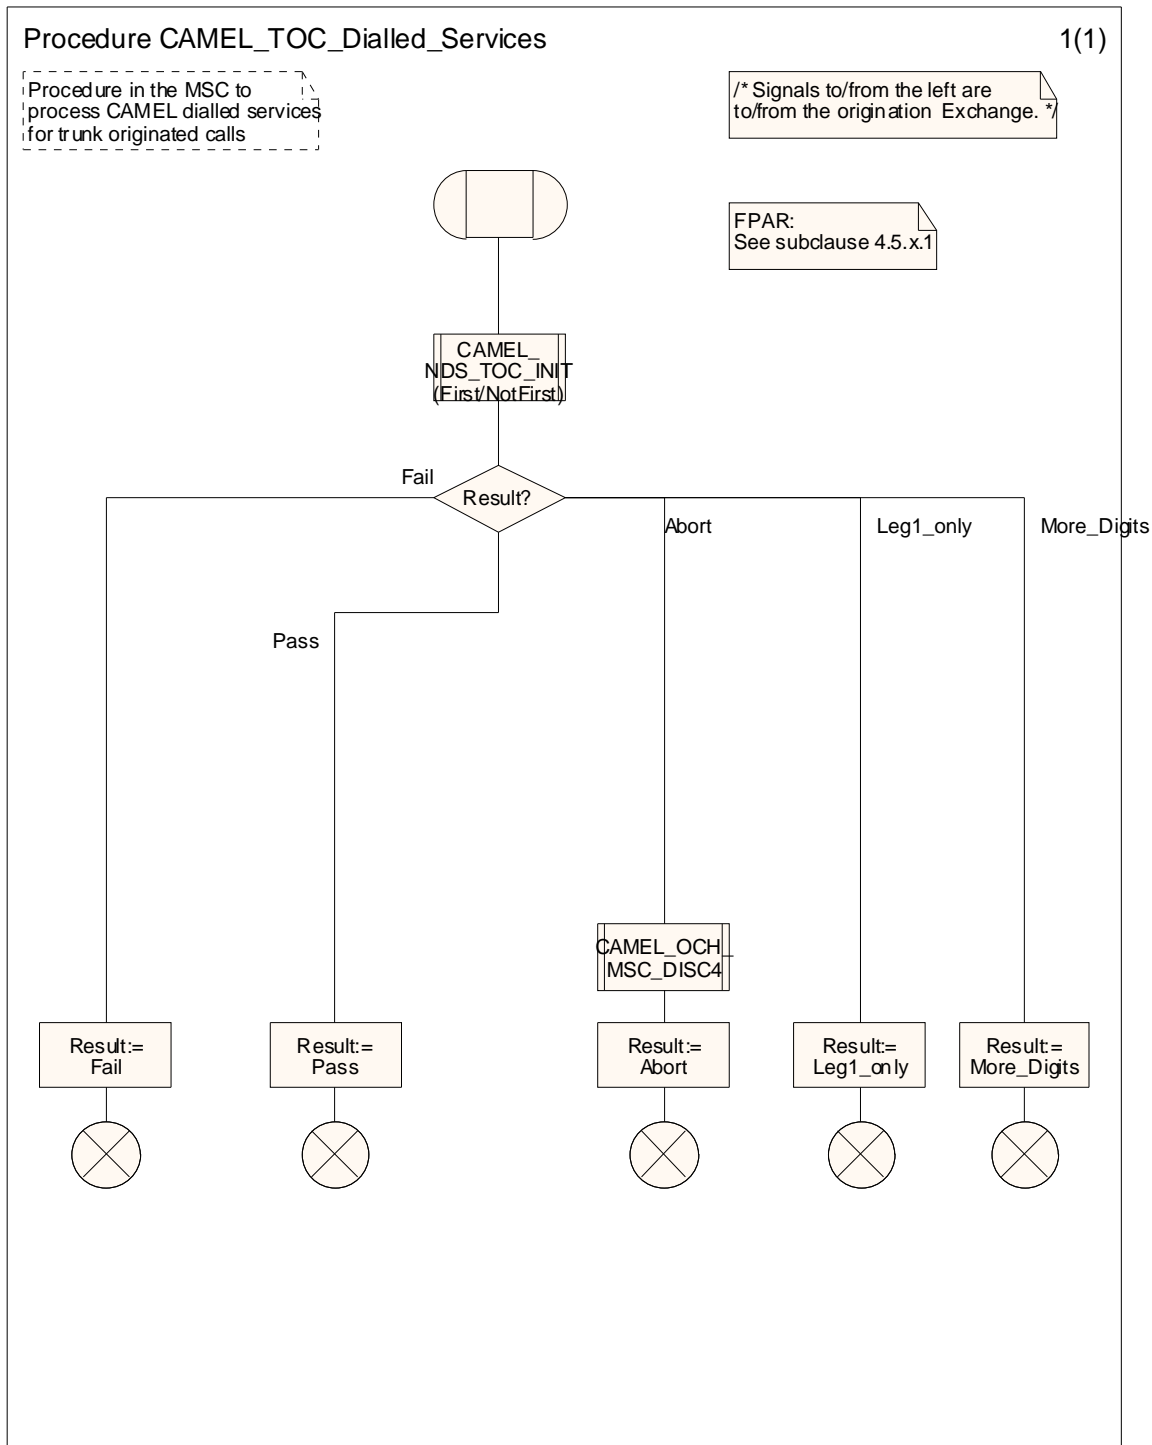 Procedure CAMEL_TOC_Dialled_Services
1(1)
Procedure in the MSC to
process CAMEL dialled services
for trunk originated calls
/* Signals to/from the left are
to/from the origination Exchange. */
FPAR:
See subclause 4.5.x.1
CAMEL_
NDS_TOC_INIT
(First/NotFirst)
Fail
Result?
Abort
Leg1_only
More_Digits
Pass
CAMEL_OCH_
MSC_DISC4
Result:=
Fail
Result:=
Pass
Result:=
Abort
Result:=
Leg1_only
Result:=
More_Digits